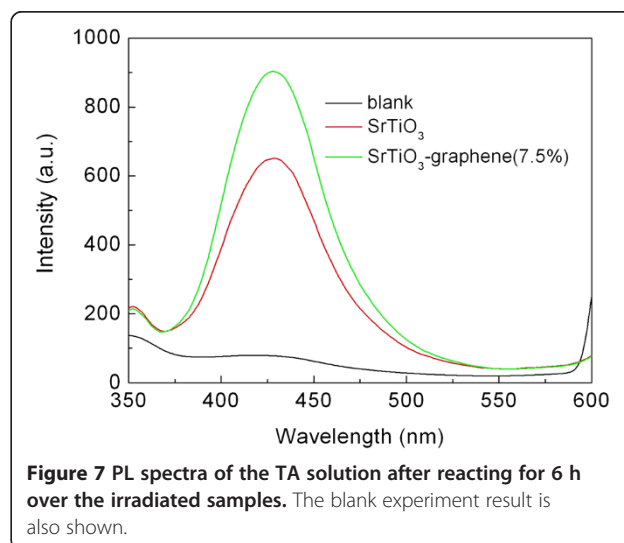 1000
800
600
400
200
0
Intensity (a.u.)
blank
SrTiO₃
SrTiO₃-graphene(7.5%)
350 400 450 500 550 600
Wavelength (nm)
Figure 7 PL spectra of the TA solution after reacting for 6 h
over the irradiated samples. The blank experiment result is
also shown.